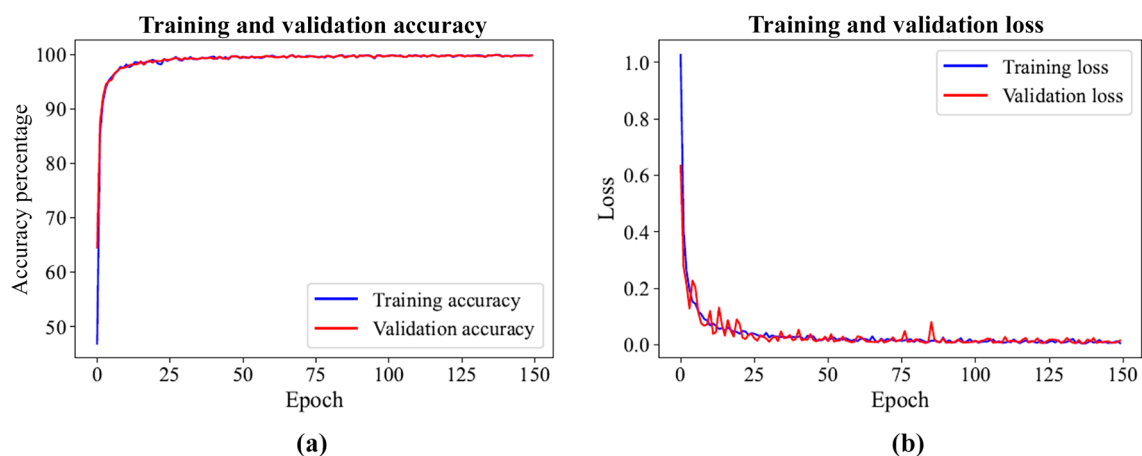 Training and validation accuracy
100
90
80
70
60
50
Accuracy percentage
Training accuracy
Validation accuracy
0 25 50 75 100 125 150
Epoch
(a)
Training and validation loss
1.0
0.8
0.6
0.4
0.2
0.0
Loss
Training loss
Validation loss
0 25 50 75 100 125 150
Epoch
(b)